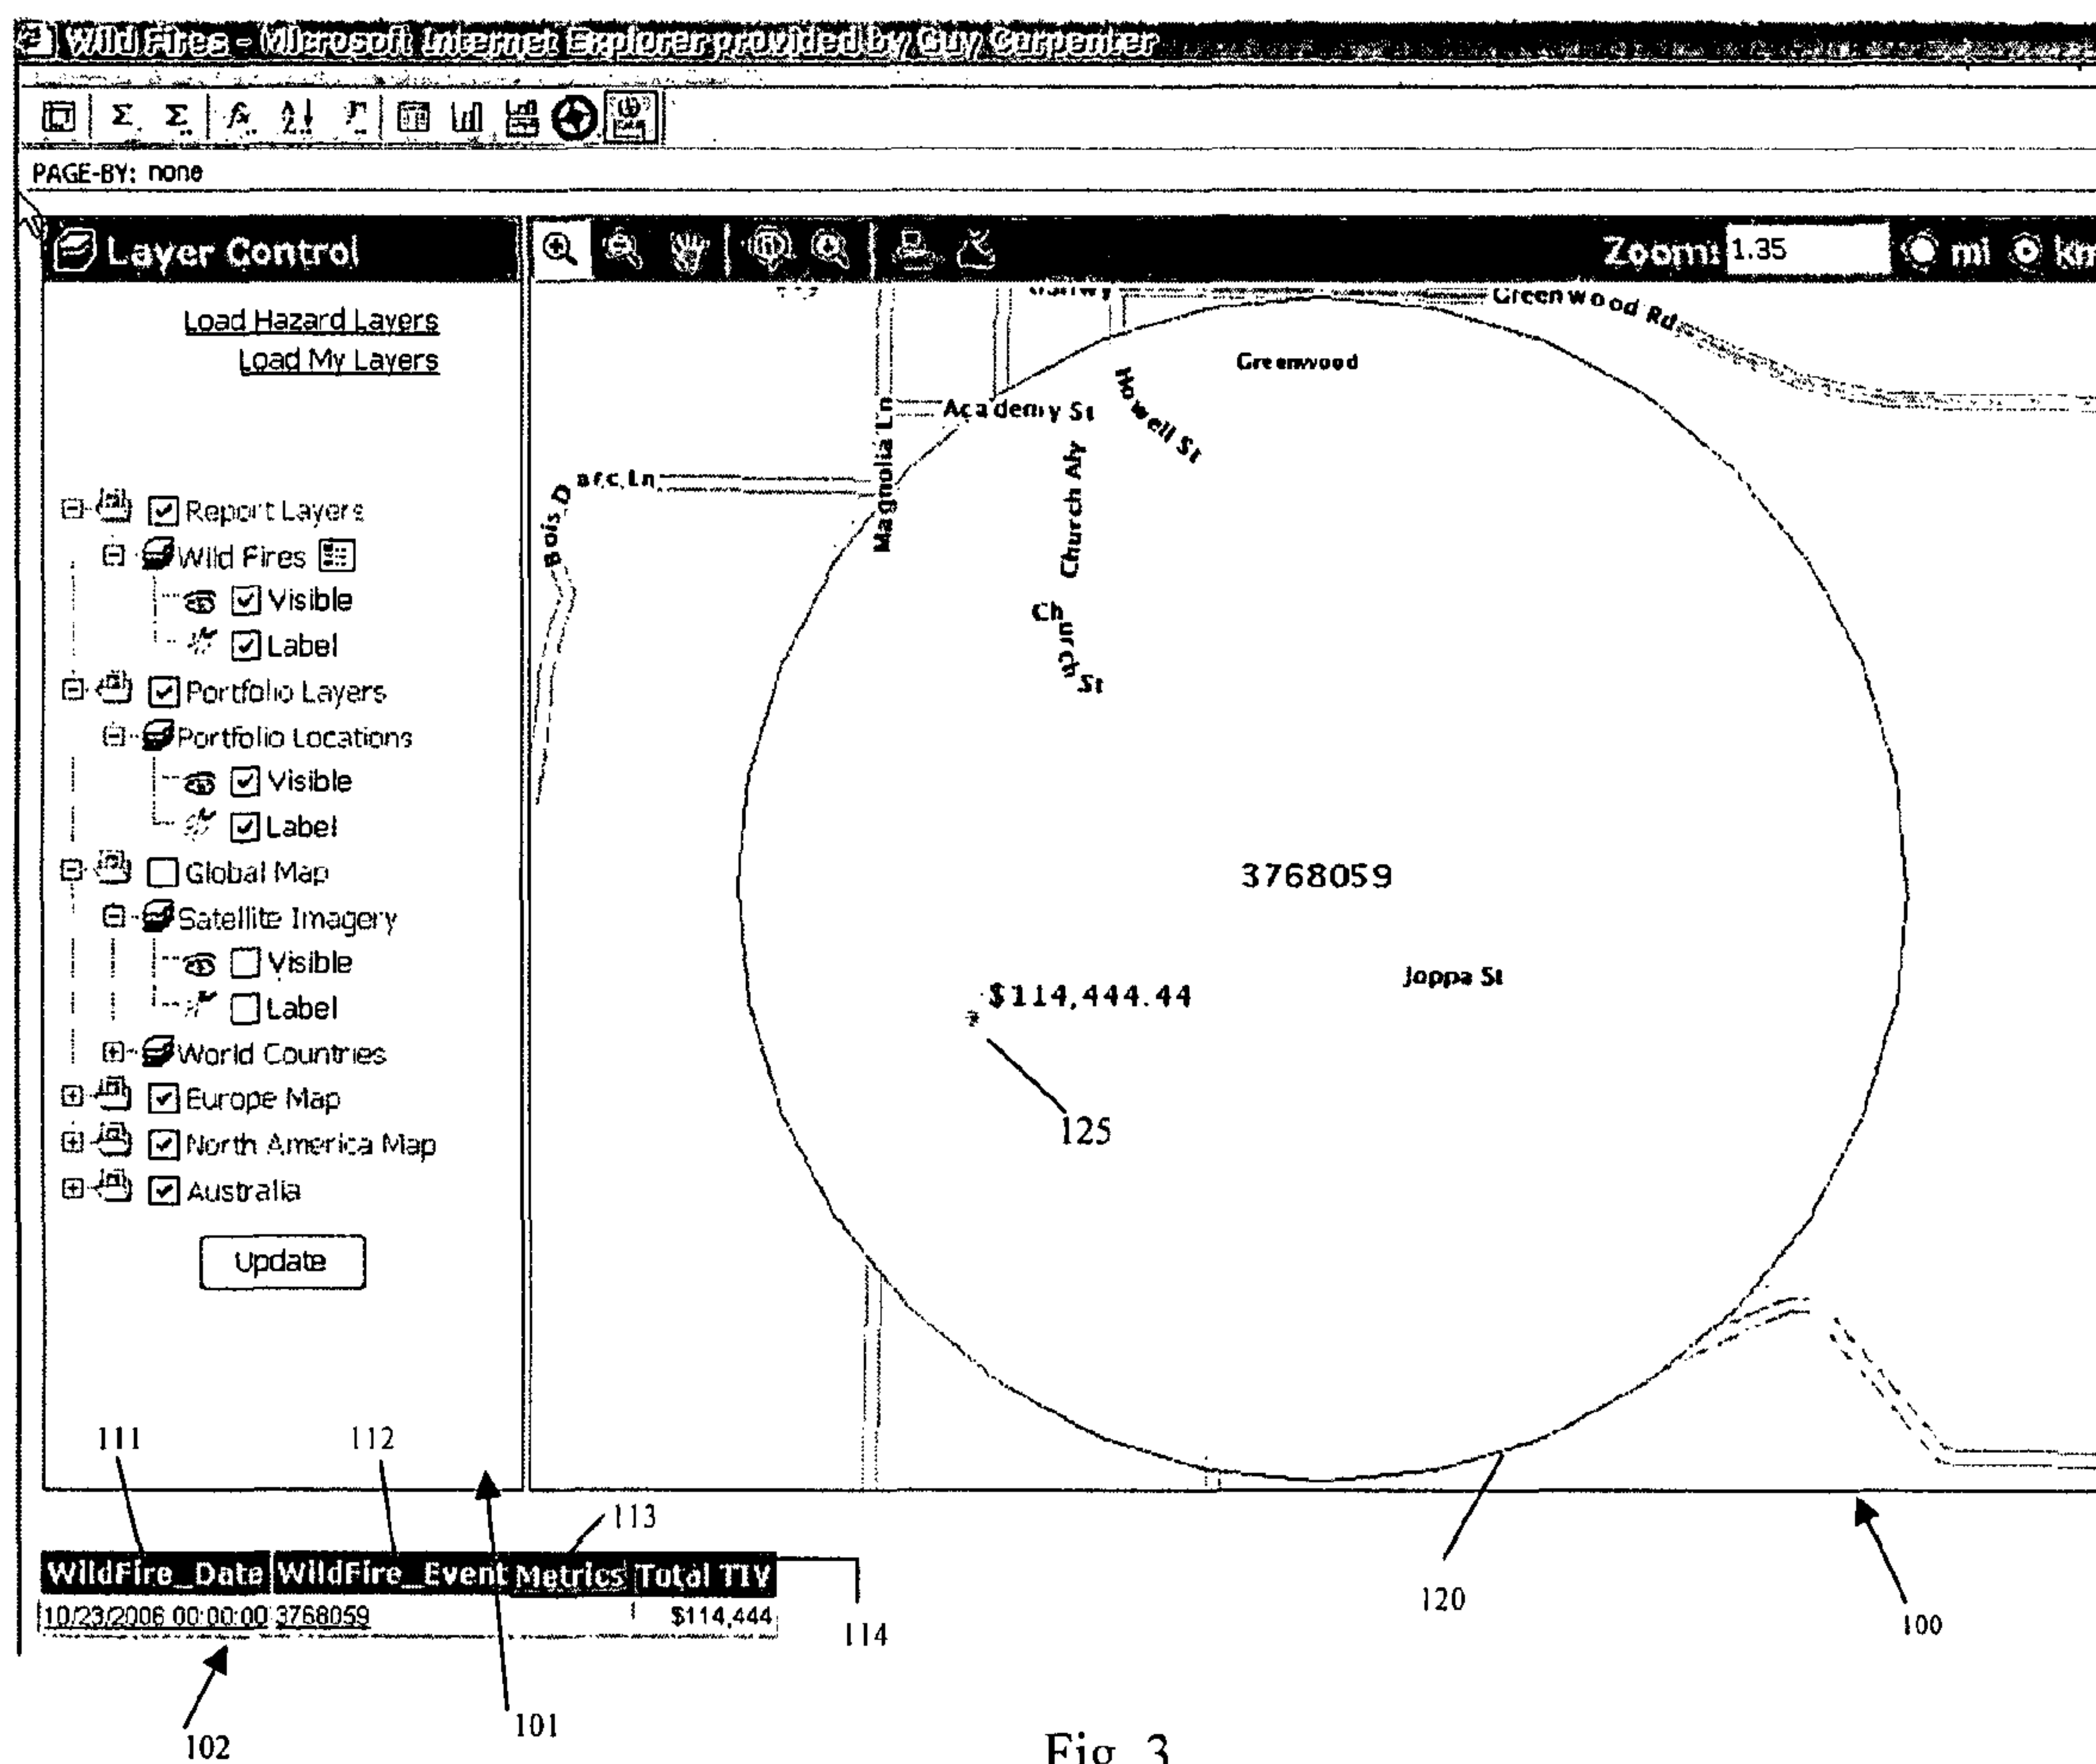 Wild Fires - Microsoft Internet Explorer provided by Guy Carpenter
PAGE-BY: none
Layer Control
Zoom: 1.35 mi km
Load Hazard Layers
Load My Layers
Report Layers
Wild Fires
Visible
Label
Portfolio Layers
Portfolio Locations
Visible
Label
Global Map
Satellite Imagery
Visible
Label
World Countries
Europe Map
North America Map
Australia
Update
Greenwood Rd
Greenwood
Howell St
Academy St
Magnolia Ln
Church Aly
Bois D arc Ln
Church St
3768059
Joppa St
$114,444.44
125
111
112
113
WildFire_Date WildFire_Event Metrics Total TIV
10/23/2006 00:00:00 3768059 $114,444
114
120
100
101
102
Fig. 3